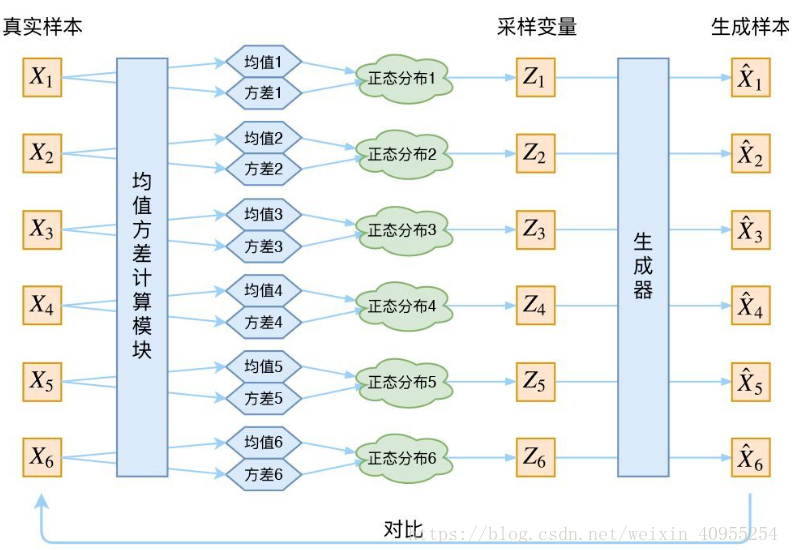 真实样本 采样变量 生成样本
X₁ 均值1 正态分布1 Z₁ X̂₁
方差1
X₂ 均值2 正态分布2 Z₂ X̂₂
方差2
X₃ 均值3 正态分布3 Z₃ X̂₃
方差3
X₄ 均值4 正态分布4 Z₄ X̂₄
方差4
X₅ 均值5 正态分布5 Z₅ X̂₅
方差5
X₆ 均值6 正态分布6 Z₆ X̂₆
方差6
均值方差计算模块
生成器
对比
https://blog.csdn.net/weixin_40955254